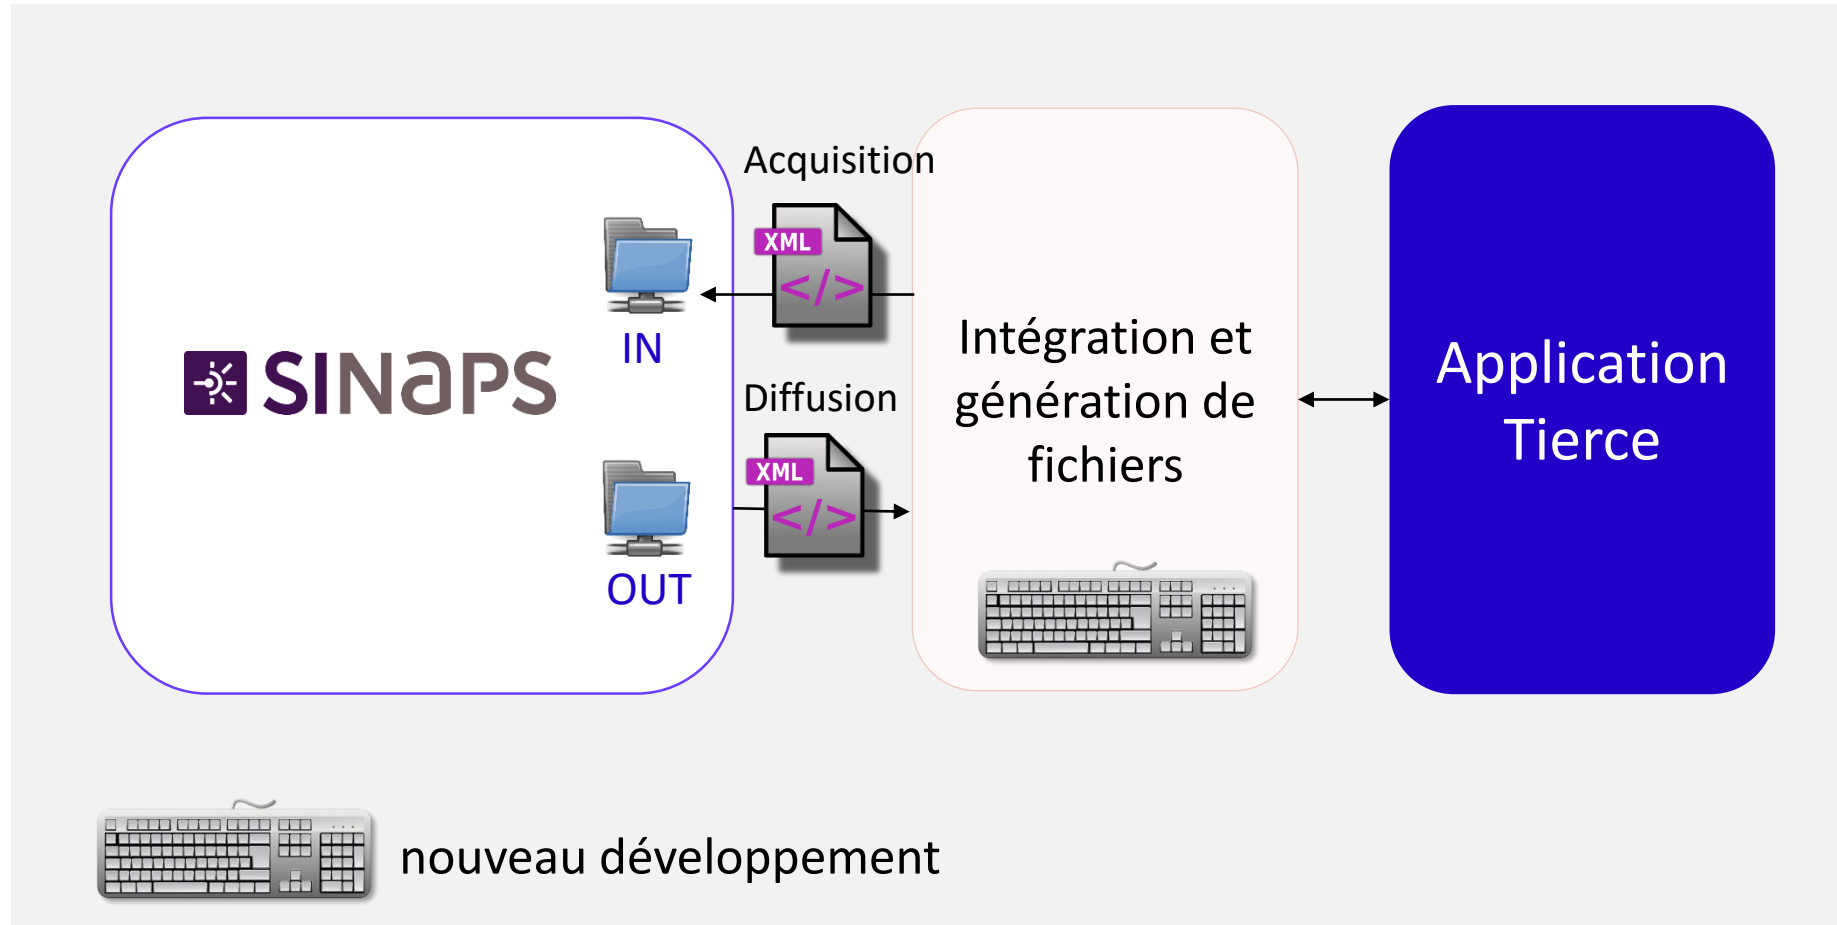 Acquisition
XML
</>
IN
SINAPS
Diffusion
XML
</>
OUT
Intégration et
génération de
fichiers
Application
Tierce
nouveau développement